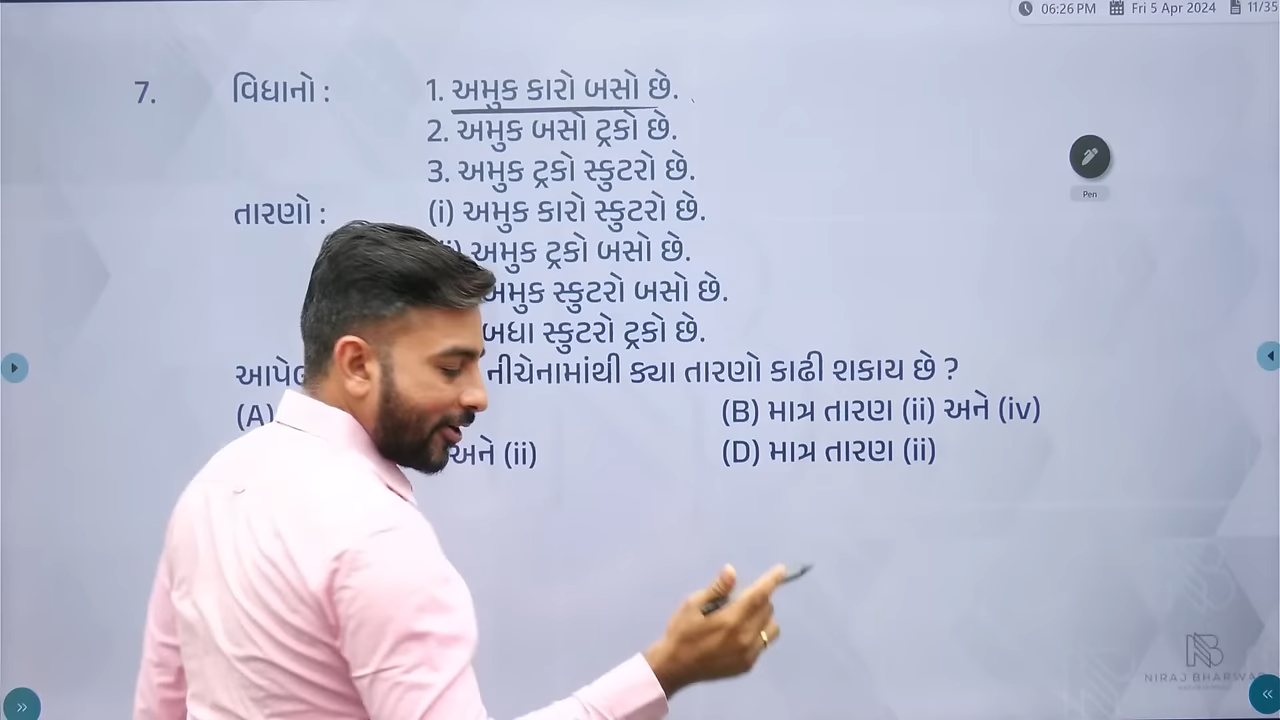 06:26 PM Fri 5 Apr 2024 11/35
7. વિધાનો : 1. અમુક કારો બસો છે.
2. અમુક બસો ટ્રકો છે.
3. અમુક ટ્રકો સ્કુટરો છે.
Pen
તારણો : (i) અમુક કારો સ્કુટરો છે.
અમુક ટ્રકો બસો છે.
અમુક સ્કુટરો બસો છે.
બધા સ્કુટરો ટ્રકો છે.
નીચેનામાંથી ક્યા તારણો કાઢી શકાય છે ?
(A) (B) માત્ર તારણ (ii) અને (iv)
અને (ii) (D) માત્ર તારણ (ii)
NB
NIRAJ BHARWAD